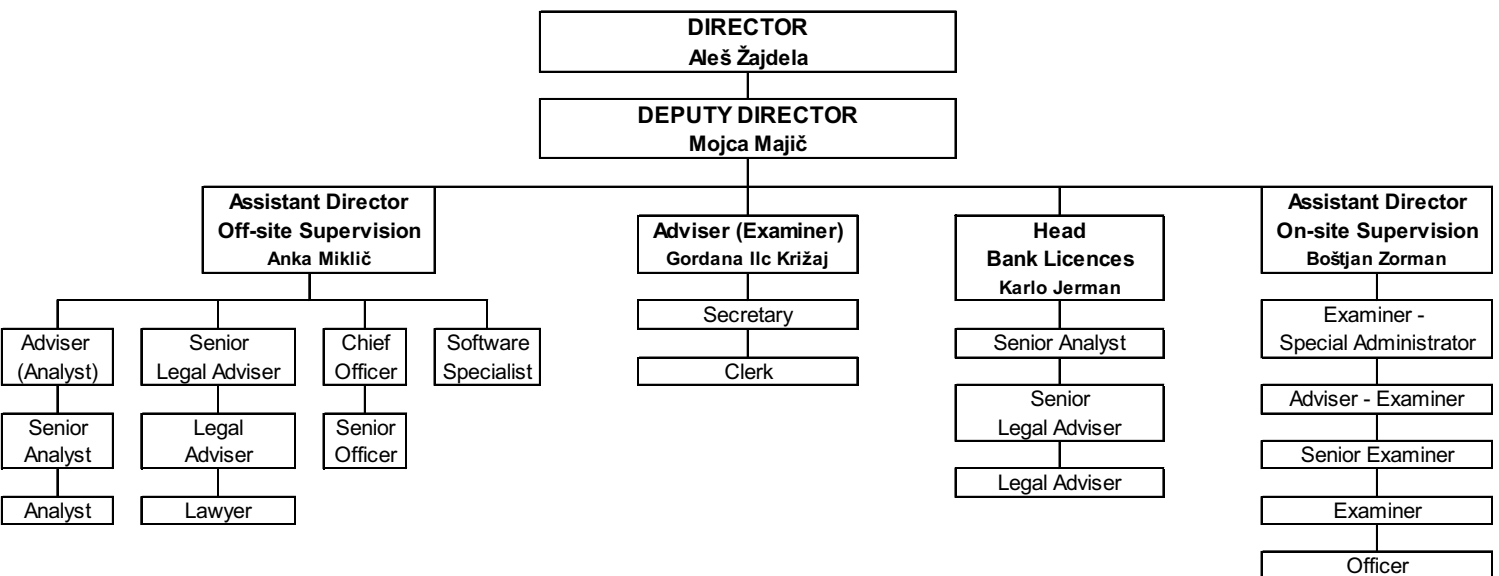 DIRECTOR
Aleš Žajdela
DEPUTY DIRECTOR
Mojca Majič
Assistant Director
Off-site Supervision
Anka Miklič
Adviser (Examiner)
Gordana Ilc Križaj
Head
Bank Licences
Karlo Jerman
Assistant Director
On-site Supervision
Boštjan Zorman
Adviser
(Analyst)
Senior
Analyst
Analyst
Senior
Legal Adviser
Legal
Adviser
Lawyer
Chief
Officer
Senior
Officer
Software
Specialist
Secretary
Clerk
Senior Analyst
Senior
Legal Adviser
Legal Adviser
Examiner -
Special Administrator
Adviser - Examiner
Senior Examiner
Examiner
Officer